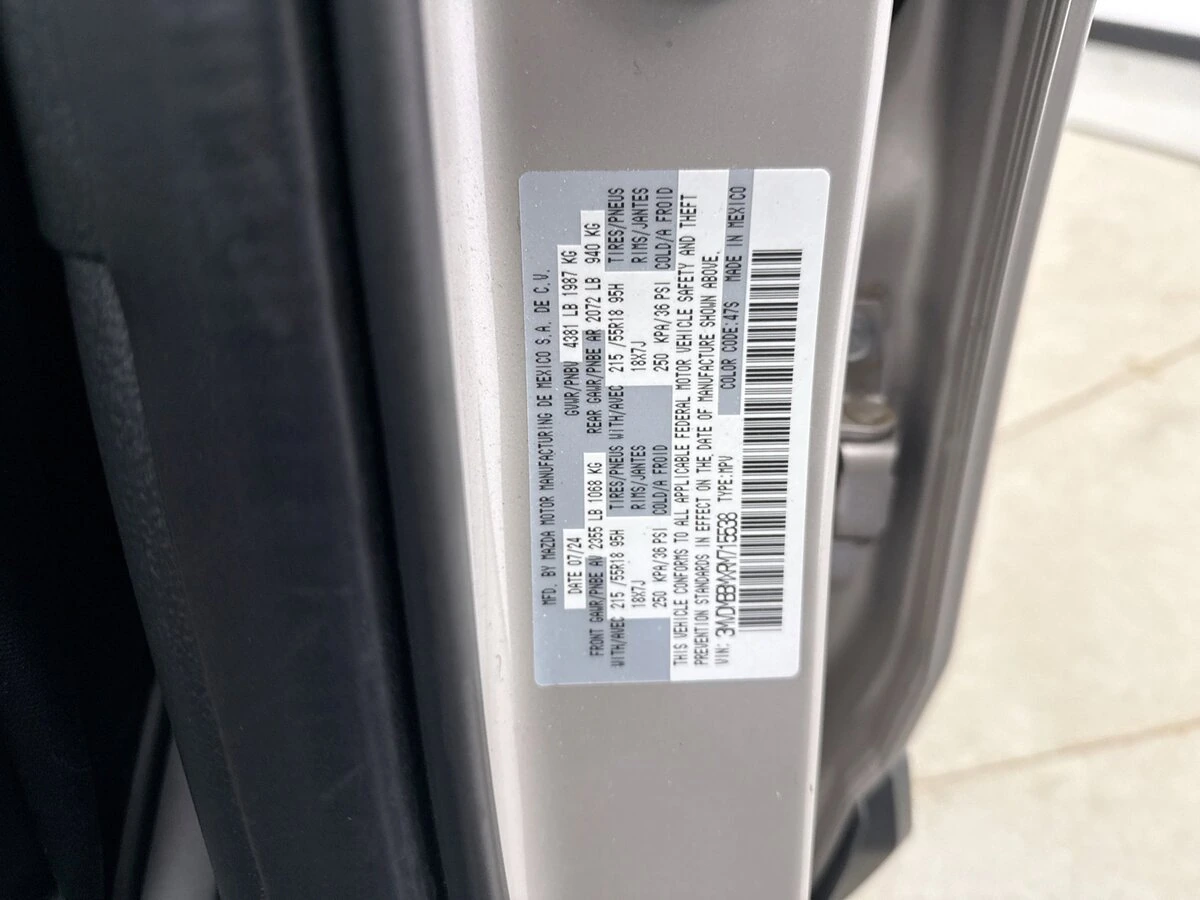 MFD. BY MAZDA MOTOR MANUFACTURING DE MEXICO S.A. DE C.V.
DATE 07/24 GVWR/PNBV 4381 LB 1987 KG
FRONT GAWR/PNBE AV 2355 LB 1068 KG REAR GAWR/PNBE AR 2072 LB 940 KG
WITH/AVEC 215 /55R18 95H TIRES/PNEUS WITH/AVEC 215 /55R18 95H TIRES/PNEUS
18X7J RIMS/JANTES 18X7J RIMS/JANTES
250 KPA/36 PSI COLD/A FROID 250 KPA/36 PSI COLD/A FROID
THIS VEHICLE CONFORMS TO ALL APPLICABLE FEDERAL MOTOR VEHICLE SAFETY AND THEFT
PREVENTION STANDARDS IN EFFECT ON THE DATE OF MANUFACTURE SHOWN ABOVE.
VIN: 3MVDMBBMXRM715538 TYPE:MPV COLOR CODE:47S MADE IN MEXICO